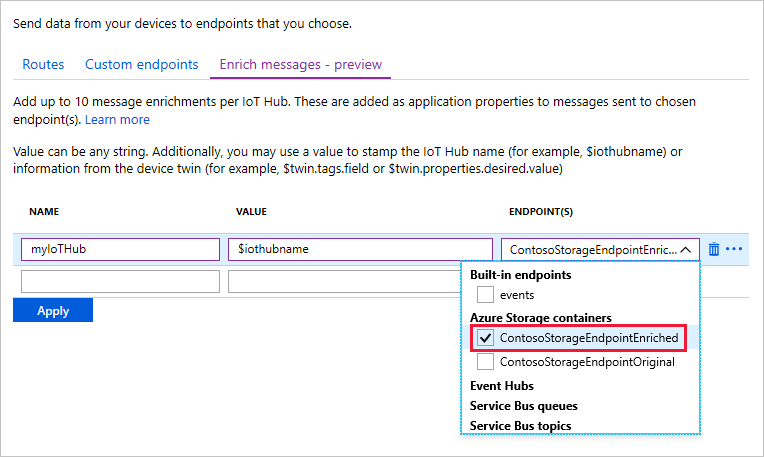 Send data from your devices to endpoints that you choose.
Routes Custom endpoints Enrich messages - preview
Add up to 10 message enrichments per IoT Hub. These are added as application properties to messages sent to chosen
endpoint(s). Learn more
Value can be any string. Additionally, you may use a value to stamp the IoT Hub name (for example, $iothubname) or
information from the device twin (for example, $twin.tags.field or $twin.properties.desired.value)
NAME VALUE ENDPOINT(S)
myIoTHub $iothubname ContosoStorageEndpointEnric...
Built-in endpoints
events
Apply
Azure Storage containers
ContosoStorageEndpointEnriched
ContosoStorageEndpointOriginal
Event Hubs
Service Bus queues
Service Bus topics